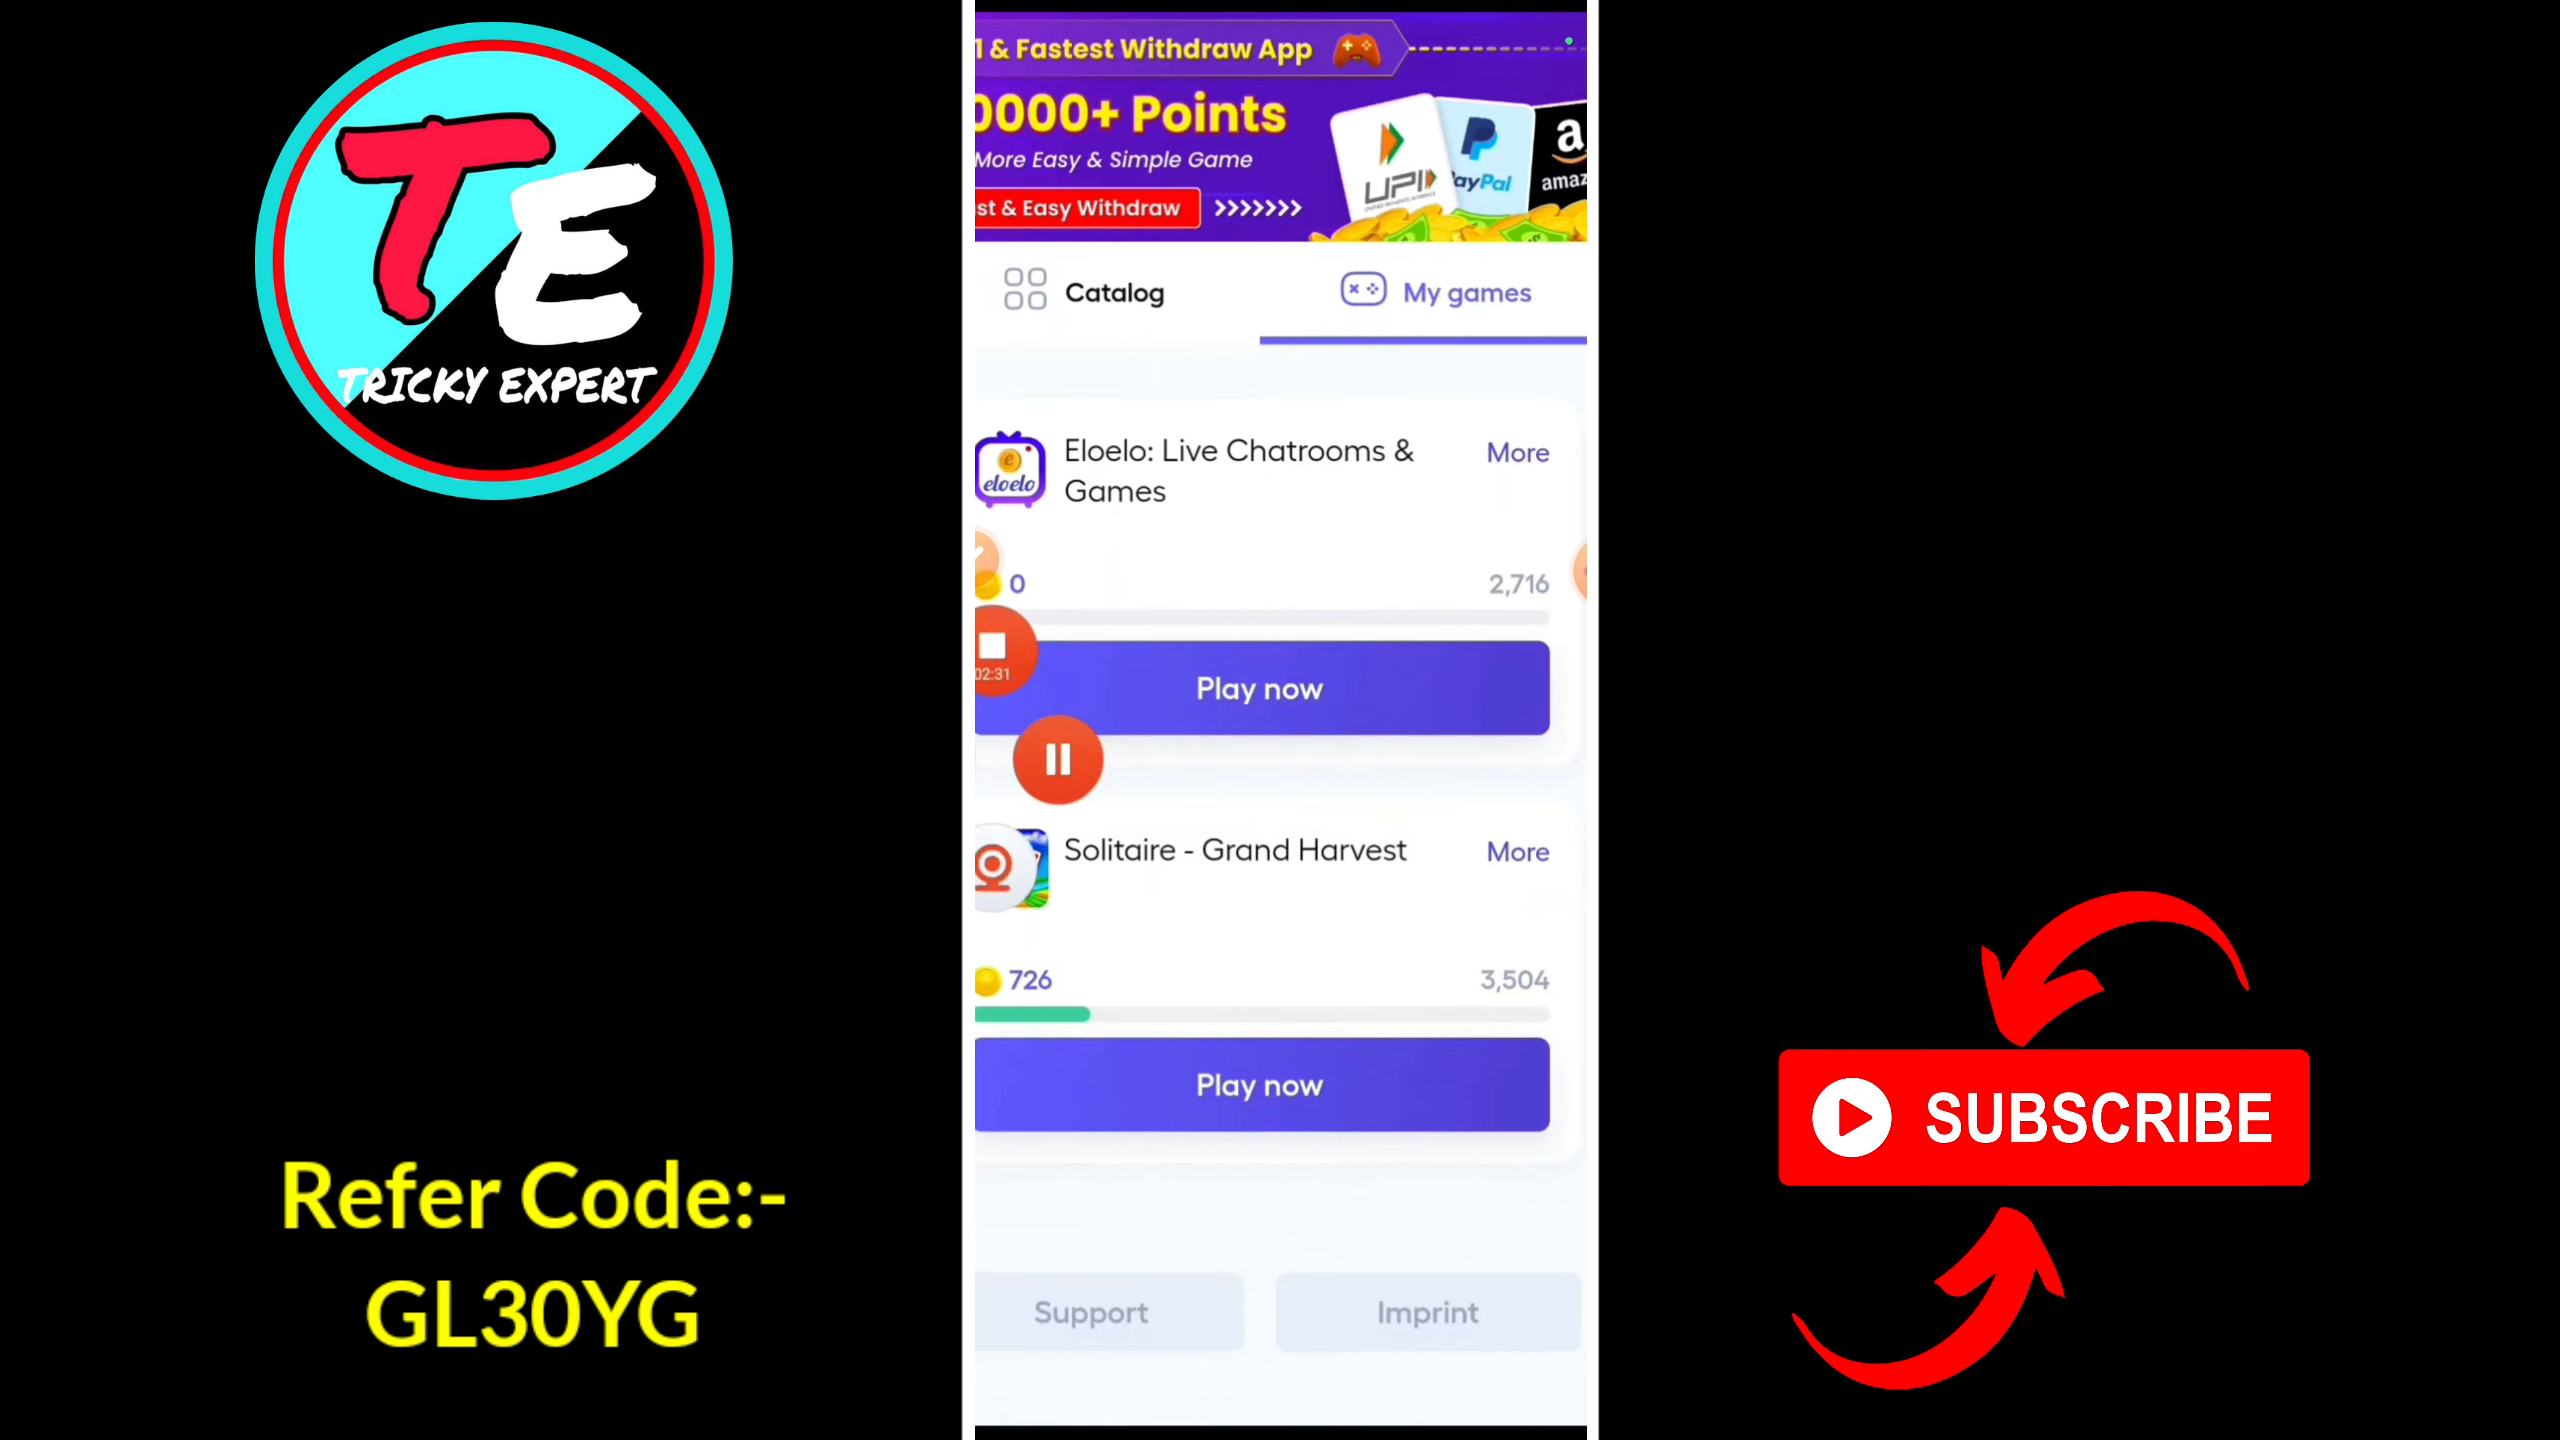 TE
TRICKY EXPERT
Refer Code:-
GL30YG
1 & Fastest Withdraw App
0000+ Points
More Easy & Simple Game
st & Easy Withdraw >>>>>>>
UPI
PayPal
a
amaz
Catalog
My games
Eloelo: Live Chatrooms &
Games
More
e
eloelo
0
2,716
02:31
Play now
Solitaire - Grand Harvest
More
726
3,504
Play now
Support
Imprint
SUBSCRIBE